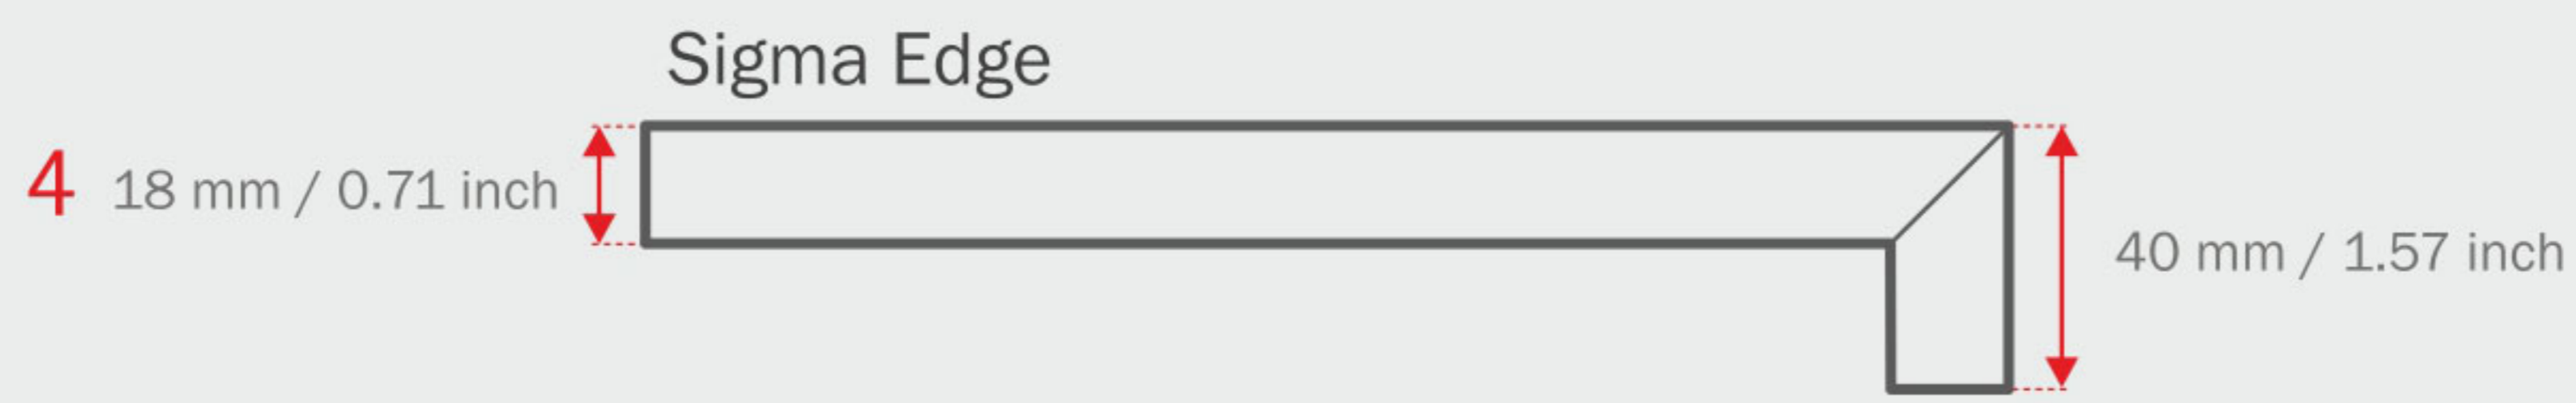 Sigma Edge
4 18 mm / 0.71 inch
40 mm / 1.57 inch